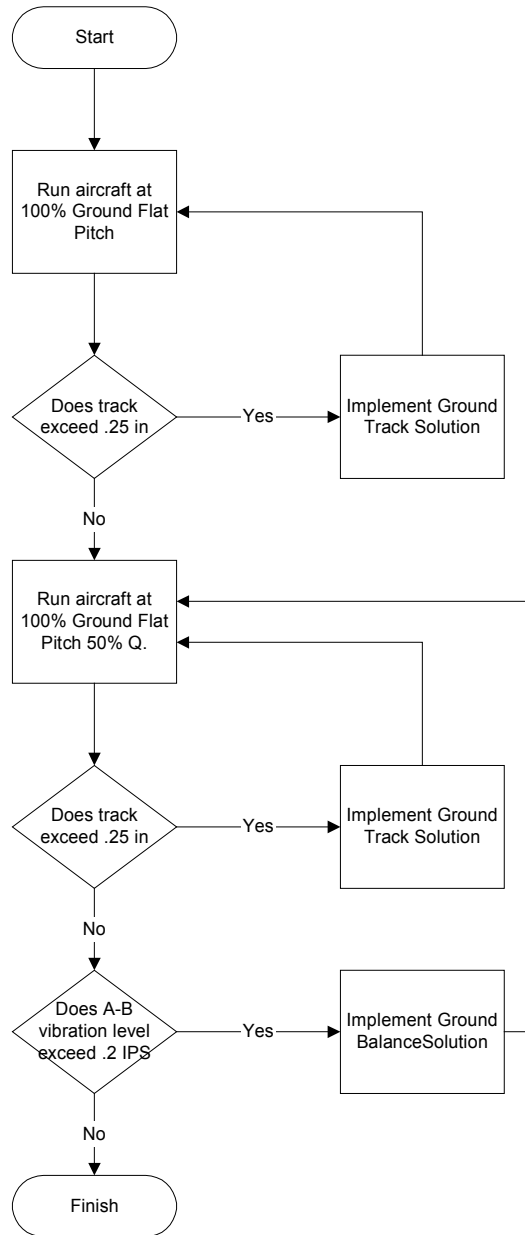 Start
Run aircraft at
100% Ground Flat
Pitch
Does track
exceed .25 in
Yes
Implement Ground
Track Solution
No
Run aircraft at
100% Ground Flat
Pitch 50% Q.
Does track
exceed .25 in
Yes
Implement Ground
Track Solution
No
Does A-B
vibration level
exceed .2 IPS
Yes
Implement Ground
BalanceSolution
No
Finish